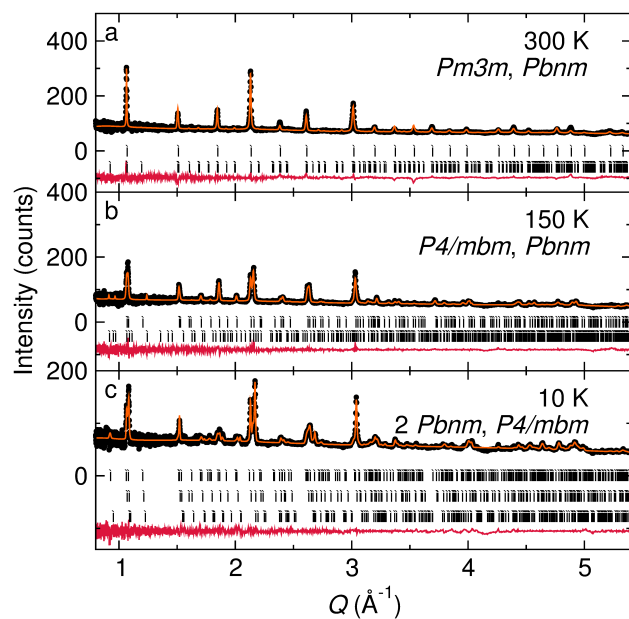 a
300 K
Pm3m, Pbnm
400
200
0
b
150 K
P4/mbm, Pbnm
400
200
0
c
10 K
2 Pbnm, P4/mbm
200
0
Intensity (counts)
1 2 3 4 5
Q (Å⁻¹)